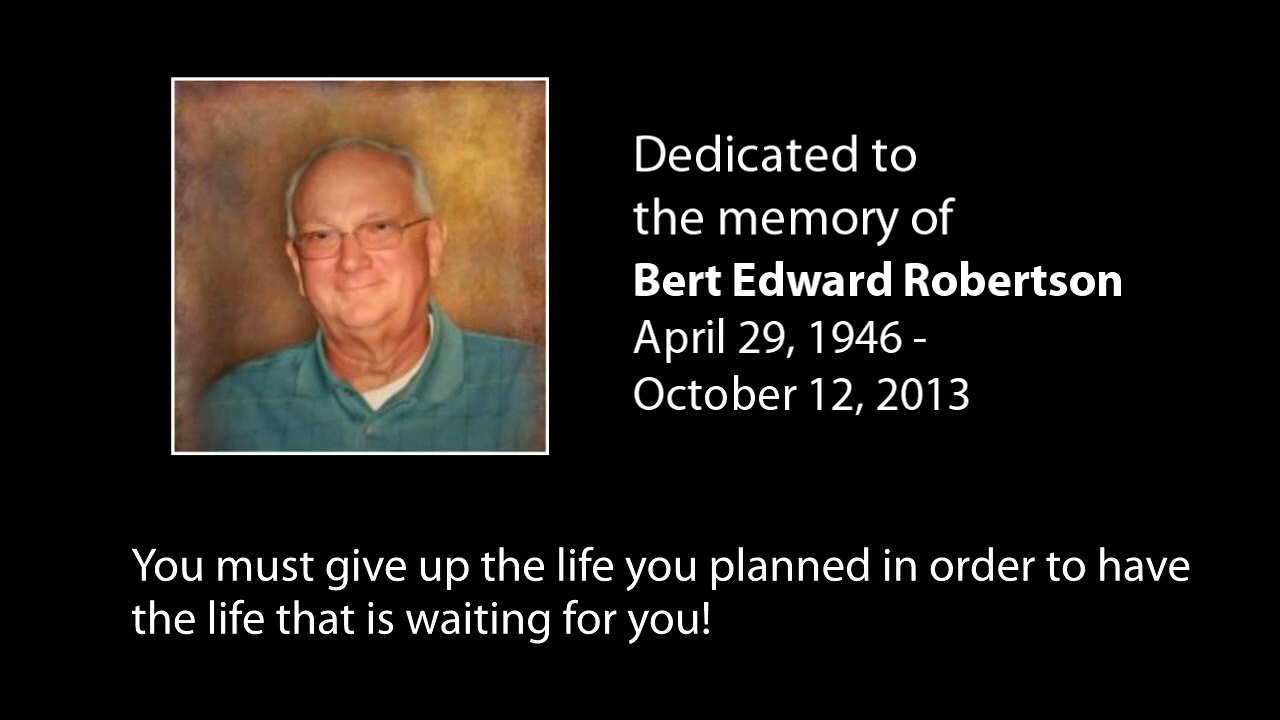 Dedicated to
the memory of
Bert Edward Robertson
April 29, 1946 -
October 12, 2013
You must give up the life you planned in order to have
the life that is waiting for you!